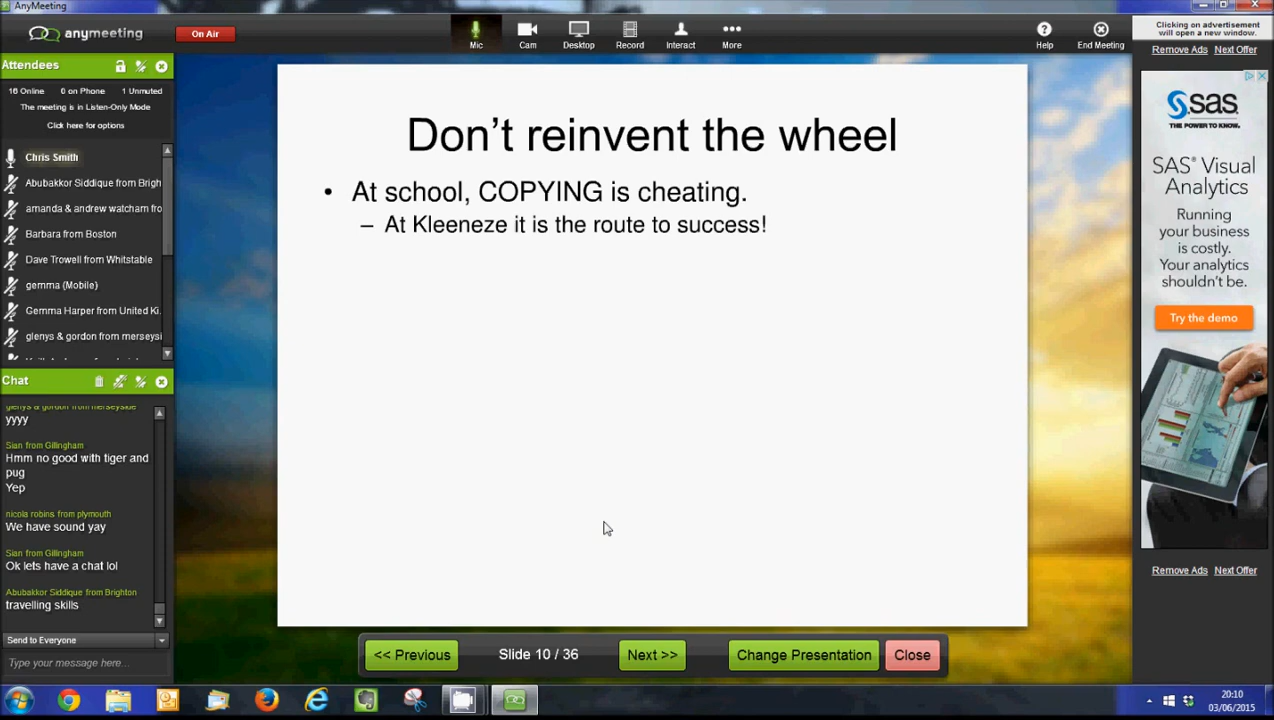 AnyMeeting
anymeeting
On Air
Mic
Cam
Desktop
Record
Interact
More
Help
End Meeting
Clicking on advertisement
will open a new window.
Remove Ads Next Offer
Attendees
16 Online 0 on Phone 1 Unmuted
The meeting is in Listen-Only Mode
Click here for options
Chris Smith
Abubakkor Siddique from Brigh
amanda & andrew watcham fro
Barbara from Boston
Dave Trowell from Whitstable
gemma (Mobile)
Gemma Harper from United Ki
glenys & gordon from merseysi
Chat
glenys & gordon from merseyside
yyyy
Sian from Gillingham
Hmm no good with tiger and
pug
Yep
nicola robins from plymouth
We have sound yay
Sian from Gillingham
Ok lets have a chat lol
Abubakkor Siddique from Brighton
travelling skills
Send to Everyone
Type your message here...
Don't reinvent the wheel
• At school, COPYING is cheating.
– At Kleeneze it is the route to success!
<< Previous
Slide 10 / 36
Next >>
Change Presentation
Close
sas
THE POWER TO KNOW.
SAS® Visual
Analytics
Running
your business
is costly.
Your analytics
shouldn't be.
Try the demo
Remove Ads Next Offer
20:10
03/06/2015